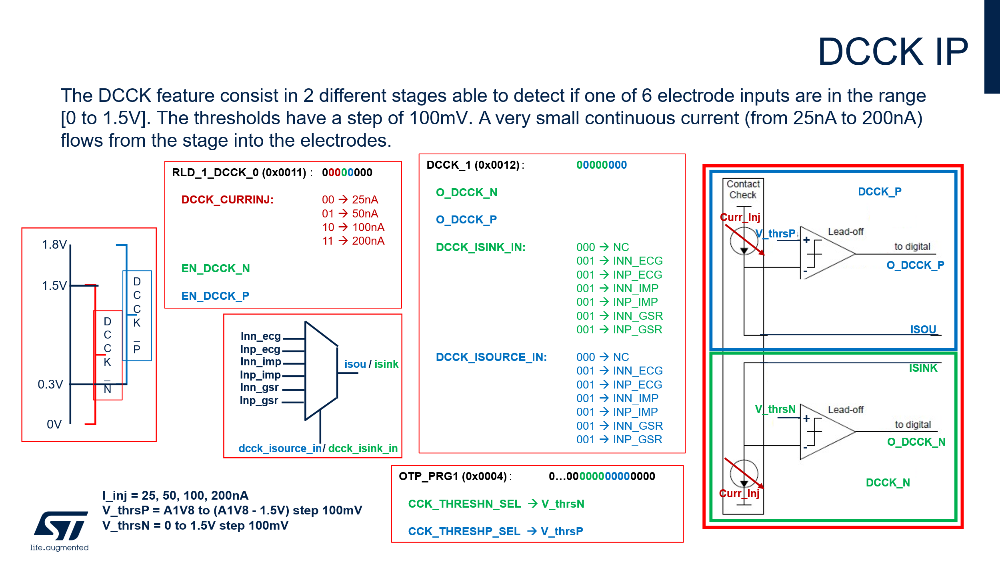 DCCK IP
The DCCK feature consist in 2 different stages able to detect if one of 6 electrode inputs are in the range
[0 to 1.5V]. The thresholds have a step of 100mV. A very small continuous current (from 25nA to 200nA)
flows from the stage into the electrodes.
1.8V
1.5V
0.3V
0V
DCCK_N
DCCK_P
RLD_1_DCCK_0 (0x0011) : 00000000
DCCK_CURRINJ: 00 → 25nA
01 → 50nA
10 → 100nA
11 → 200nA
EN_DCCK_N
EN_DCCK_P
Inn_ecg
Inp_ecg
Inn_imp
Inp_imp
Inn_gsr
Inp_gsr
isou / isink
dcck_isource_in/ dcck_isink_in
DCCK_1 (0x0012) : 00000000
O_DCCK_N
O_DCCK_P
DCCK_ISINK_IN: 000 → NC
001 → INN_ECG
001 → INP_ECG
001 → INN_IMP
001 → INP_IMP
001 → INN_GSR
001 → INP_GSR
DCCK_ISOURCE_IN: 000 → NC
001 → INN_ECG
001 → INP_ECG
001 → INN_IMP
001 → INP_IMP
001 → INN_GSR
001 → INP_GSR
OTP_PRG1 (0x0004) : 0…00000000000000
CCK_THRESHN_SEL → V_thrsN
CCK_THRESHP_SEL → V_thrsP
Contact
Check
DCCK_P
Curr_Inj
V_thrsP
+
-
Lead-off
to digital
O_DCCK_P
ISOU
ISINK
V_thrsN
+
-
Lead-off
to digital
O_DCCK_N
DCCK_N
Curr_Inj
I_inj = 25, 50, 100, 200nA
V_thrsP = A1V8 to (A1V8 - 1.5V) step 100mV
V_thrsN = 0 to 1.5V step 100mV
ST
life.augmented